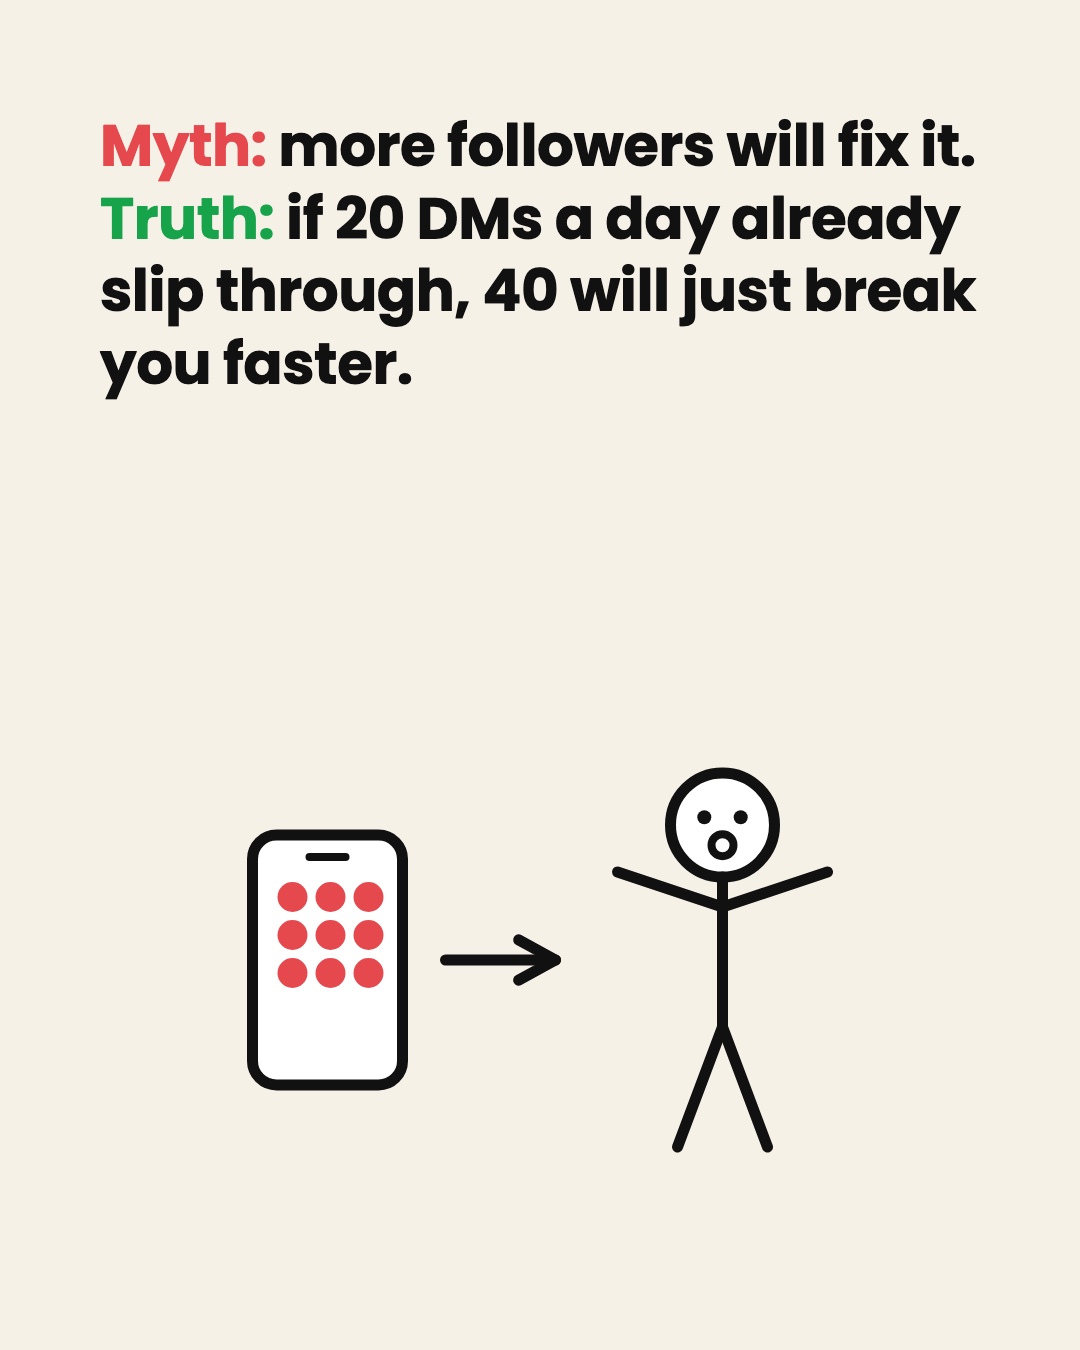 Myth: more followers will fix it.
Truth: if 20 DMs a day already
slip through, 40 will just break
you faster.